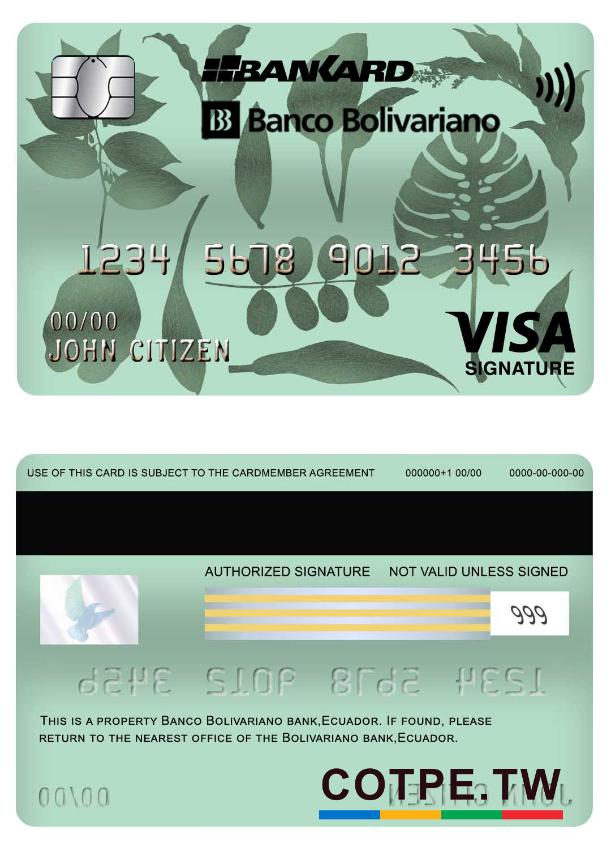 BANKARD
Banco Bolivariano
1234 5678 9012 3456
00/00
JOHN CITIZEN
VISA
SIGNATURE
USE OF THIS CARD IS SUBJECT TO THE CARDMEMBER AGREEMENT 000000+1 00/00 0000-00-000-00
AUTHORIZED SIGNATURE NOT VALID UNLESS SIGNED
999
1234 5678 9012 3456
THIS IS A PROPERTY BANCO BOLIVARIANO BANK,ECUADOR. IF FOUND, PLEASE
RETURN TO THE NEAREST OFFICE OF THE BOLIVARIANO BANK,ECUADOR.
COTPE.TW
00/00
JOHN CITIZEN